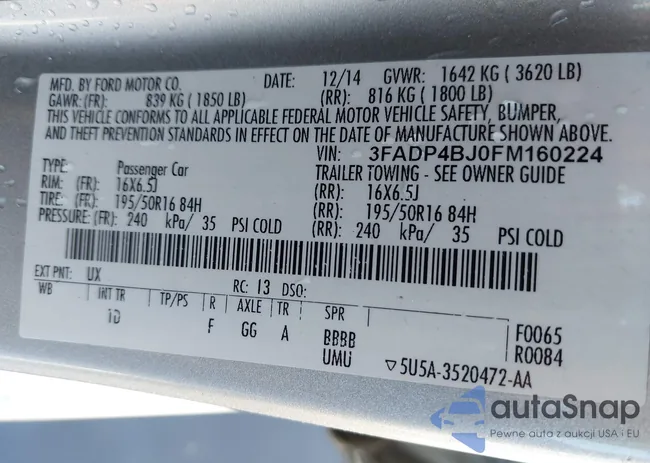 MFD. BY FORD MOTOR CO. DATE: 12/14 GVWR: 1642 KG ( 3620 LB)
GAWR: (FR): 839 KG ( 1850 LB) (RR): 816 KG ( 1800 LB)
THIS VEHICLE CONFORMS TO ALL APPLICABLE FEDERAL MOTOR VEHICLE SAFETY, BUMPER,
AND THEFT PREVENTION STANDARDS IN EFFECT ON THE DATE OF MANUFACTURE SHOWN ABOVE.
VIN: 3FADP4BJ0FM160224
TYPE: Passenger Car TRAILER TOWING - SEE OWNER GUIDE
RIM: (FR): 16X6.5J (RR): 16X6.5J
TIRE: (FR): 195/50R16 84H (RR): 195/50R16 84H
PRESSURE: (FR): 240 kPa/ 35 PSI COLD (RR): 240 kPa/ 35 PSI COLD
EXT PNT: UX RC: 13 DSO:
WB INT TR TP/PS R AXLE TR SPR
1D F GG A BBBB F0065
UMU R0084
▽5U5A-3520472-AA
autaSnap
Pewne auta z aukcji USA i EU